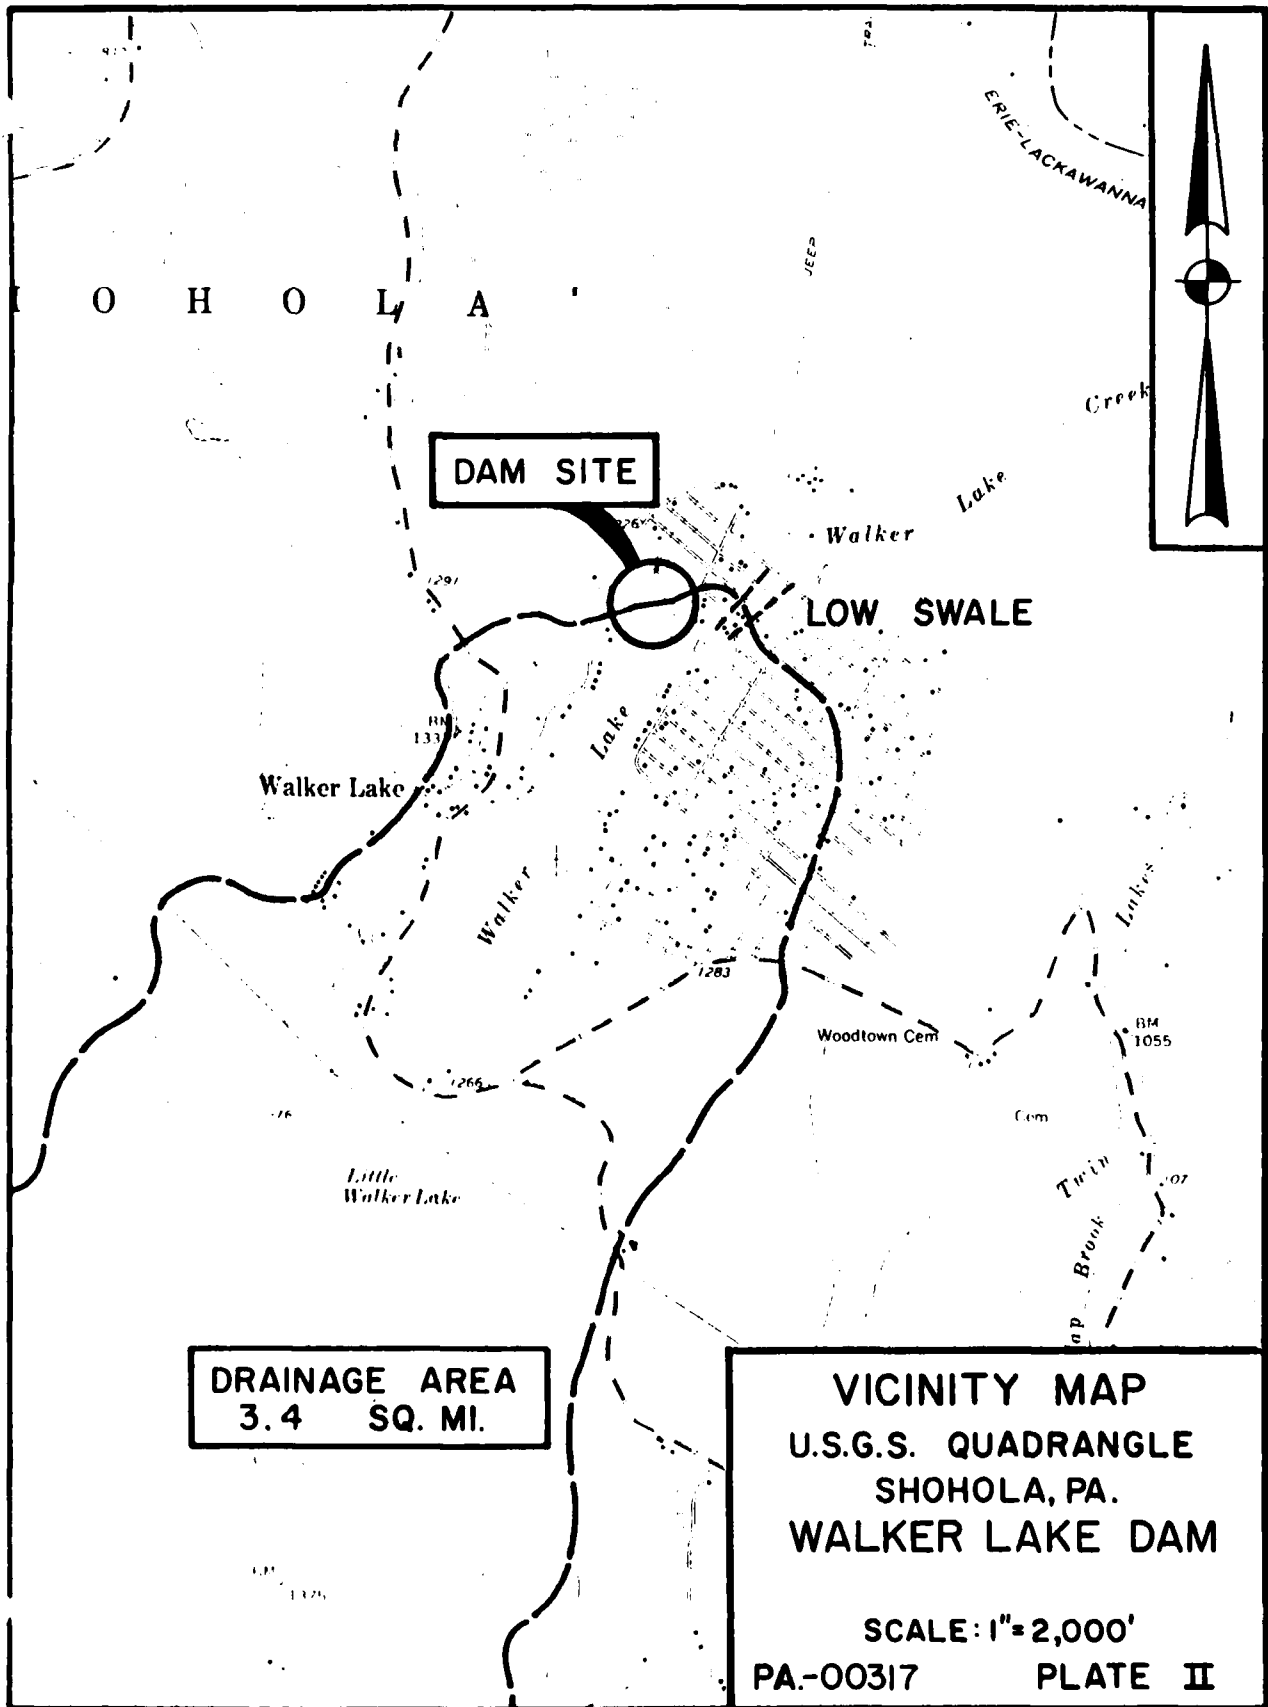 TRA
ERIE-LACKAWANNA
JEEP
O H O L A
Creek
DAM SITE
Lake
Walker
1291
LOW SWALE
Lake
BM
Walker Lake
Walker
Lakes
1283
Woodtown Cem
BM
1055
1266
Cem
Little
Walker Lake
Twin
Brook
DRAINAGE AREA
3.4 SQ. MI.
VICINITY MAP
U.S.G.S. QUADRANGLE
SHOHOLA, PA.
WALKER LAKE DAM
SCALE: 1"=2,000'
PA.-00317 PLATE II